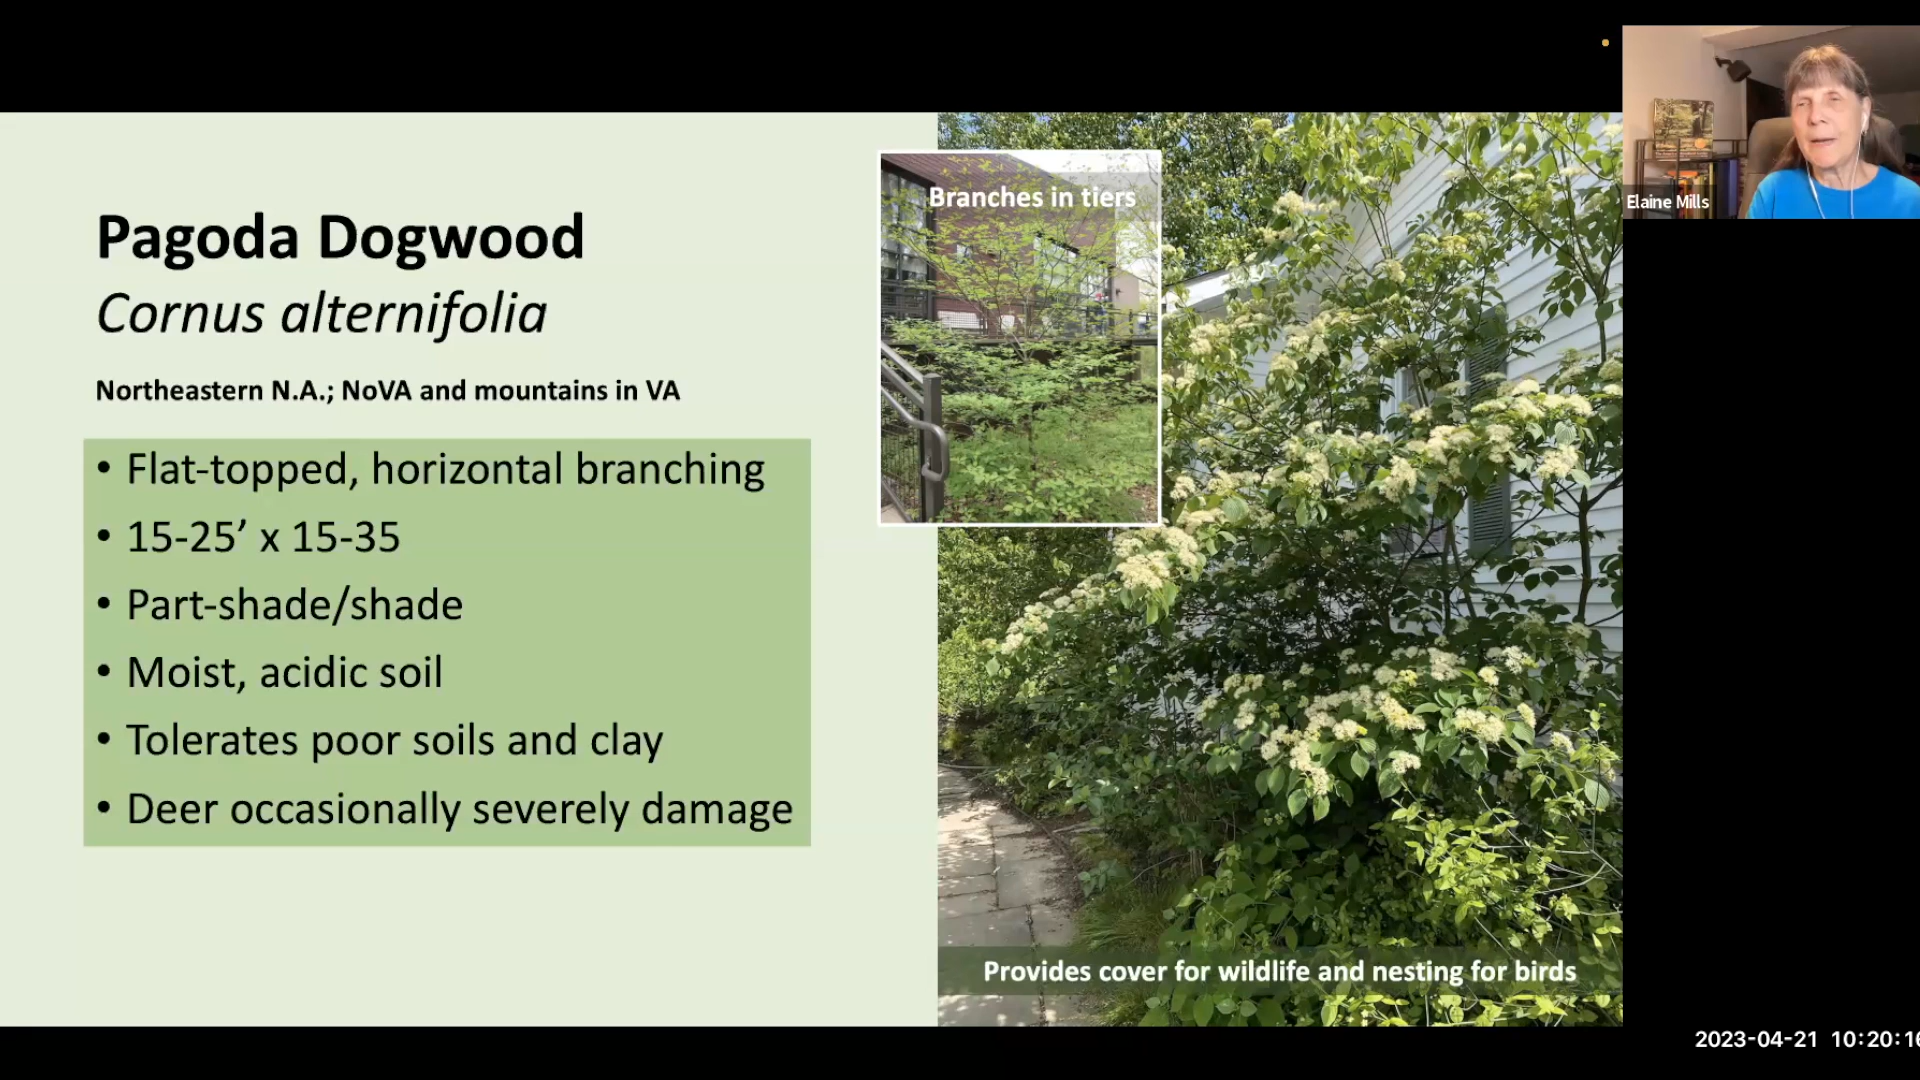 Branches in tiers
Elaine Mills
Pagoda Dogwood
Cornus alternifolia
Northeastern N.A.; NoVA and mountains in VA
• Flat-topped, horizontal branching
• 15-25’ x 15-35
• Part-shade/shade
• Moist, acidic soil
• Tolerates poor soils and clay
• Deer occasionally severely damage
Provides cover for wildlife and nesting for birds
2023-04-21 10:20:16